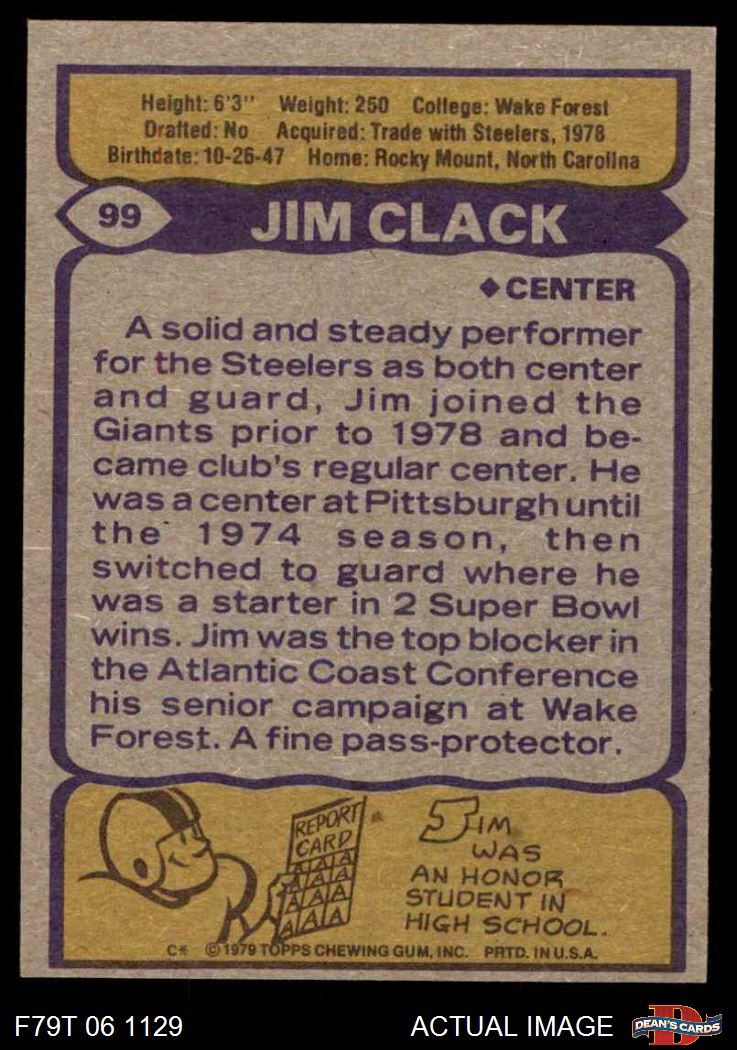 Height: 6'3" Weight: 250 College: Wake Forest
Drafted: No Acquired: Trade with Steelers, 1978
Birthdate: 10-26-47 Home: Rocky Mount, North Carolina
99 JIM CLACK
◆CENTER
A solid and steady performer
for the Steelers as both center
and guard, Jim joined the
Giants prior to 1978 and be-
came club's regular center. He
was a center at Pittsburgh until
the 1974 season, then
switched to guard where he
was a starter in 2 Super Bowl
wins. Jim was the top blocker in
the Atlantic Coast Conference
his senior campaign at Wake
Forest. A fine pass-protector.
REPORT
CARD
A A A
A A A
A A A
A A A
JIM
WAS
AN HONOR
STUDENT IN
HIGH SCHOOL.
C* © 1979 TOPPS CHEWING GUM, INC. PRTD. IN U.S.A.
F79T 06 1129 ACTUAL IMAGE
D
DEAN'S CARDS